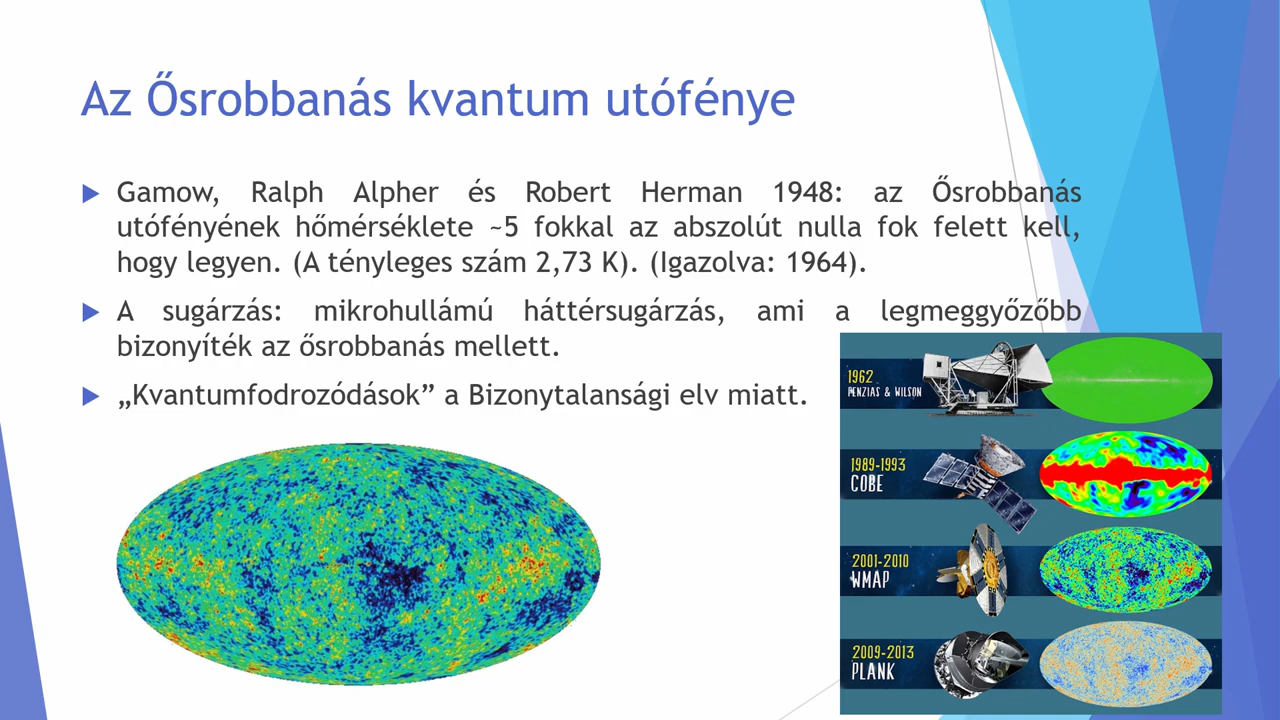 Az Ősrobbanás kvantum utófénye
Gamow, Ralph Alpher és Robert Herman 1948: az Ősrobbanás
utófényének hőmérséklete ~5 fokkal az abszolút nulla fok felett kell,
hogy legyen. (A tényleges szám 2,73 K). (Igazolva: 1964).
A sugárzás: mikrohullámú háttérsugárzás, ami a legmeggyőzőbb
bizonyíték az ősrobbanás mellett.
„Kvantumfodrozódások” a Bizonytalansági elv miatt.
1962
PENZIAS & WILSON
1989-1993
COBE
2001-2010
WMAP
2009-2013
PLANK